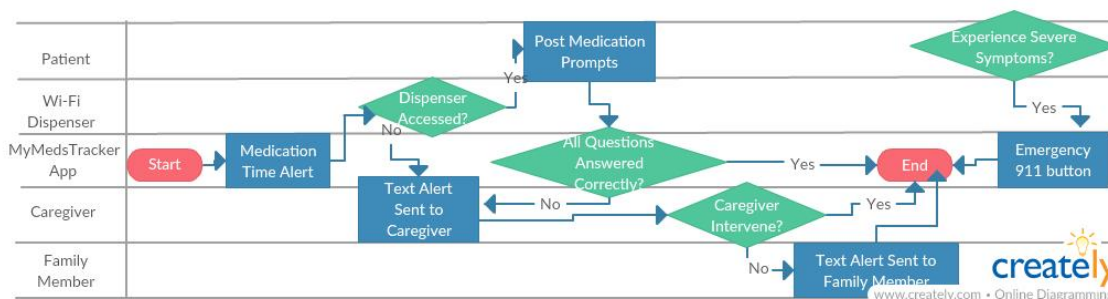 Patient
Post Medication
Prompts
Experience Severe
Symptoms?
Yes
Wi-Fi
Dispenser
Dispenser
Accessed?
Yes
No
MyMedsTracker
App
Start
Medication
Time Alert
All Questions
Answered
Correctly?
Yes
End
Emergency
911 button
Caregiver
Text Alert
Sent to
Caregiver
No
Caregiver
Intervene?
Yes
Family
Member
No
Text Alert Sent to
Family Member
creately
www.creately.com • Online Diagramming